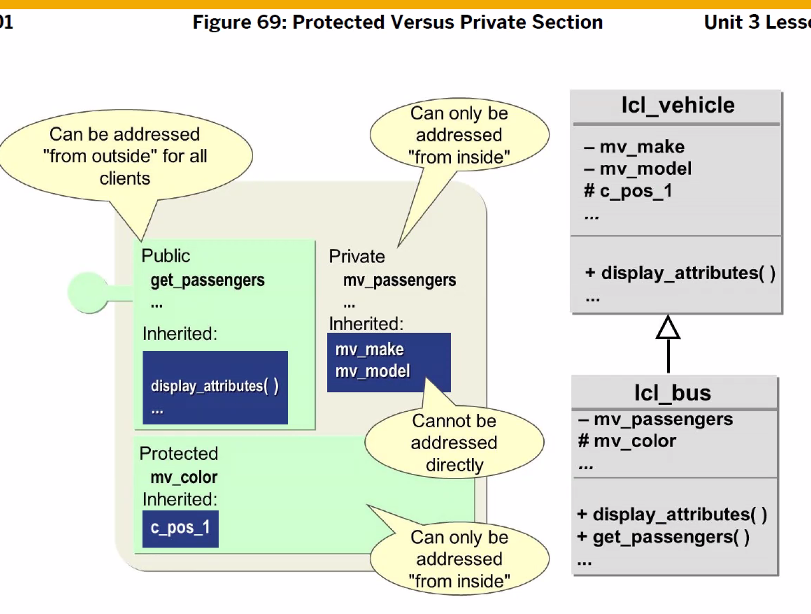 01
Figure 69: Protected Versus Private Section
Unit 3 Less
Can be addressed
"from outside" for all
clients
Can only be
addressed
"from inside"
Public
get_passengers
...
Inherited:
display_attributes( )
...
Private
mv_passengers
...
Inherited:
mv_make
mv_model
Cannot be
addressed
directly
Protected
mv_color
Inherited:
c_pos_1
Can only be
addressed
"from inside"
lcl_vehicle
– mv_make
– mv_model
# c_pos_1
...
+ display_attributes( )
...
lcl_bus
– mv_passengers
# mv_color
...
+ display_attributes( )
+ get_passengers( )
...